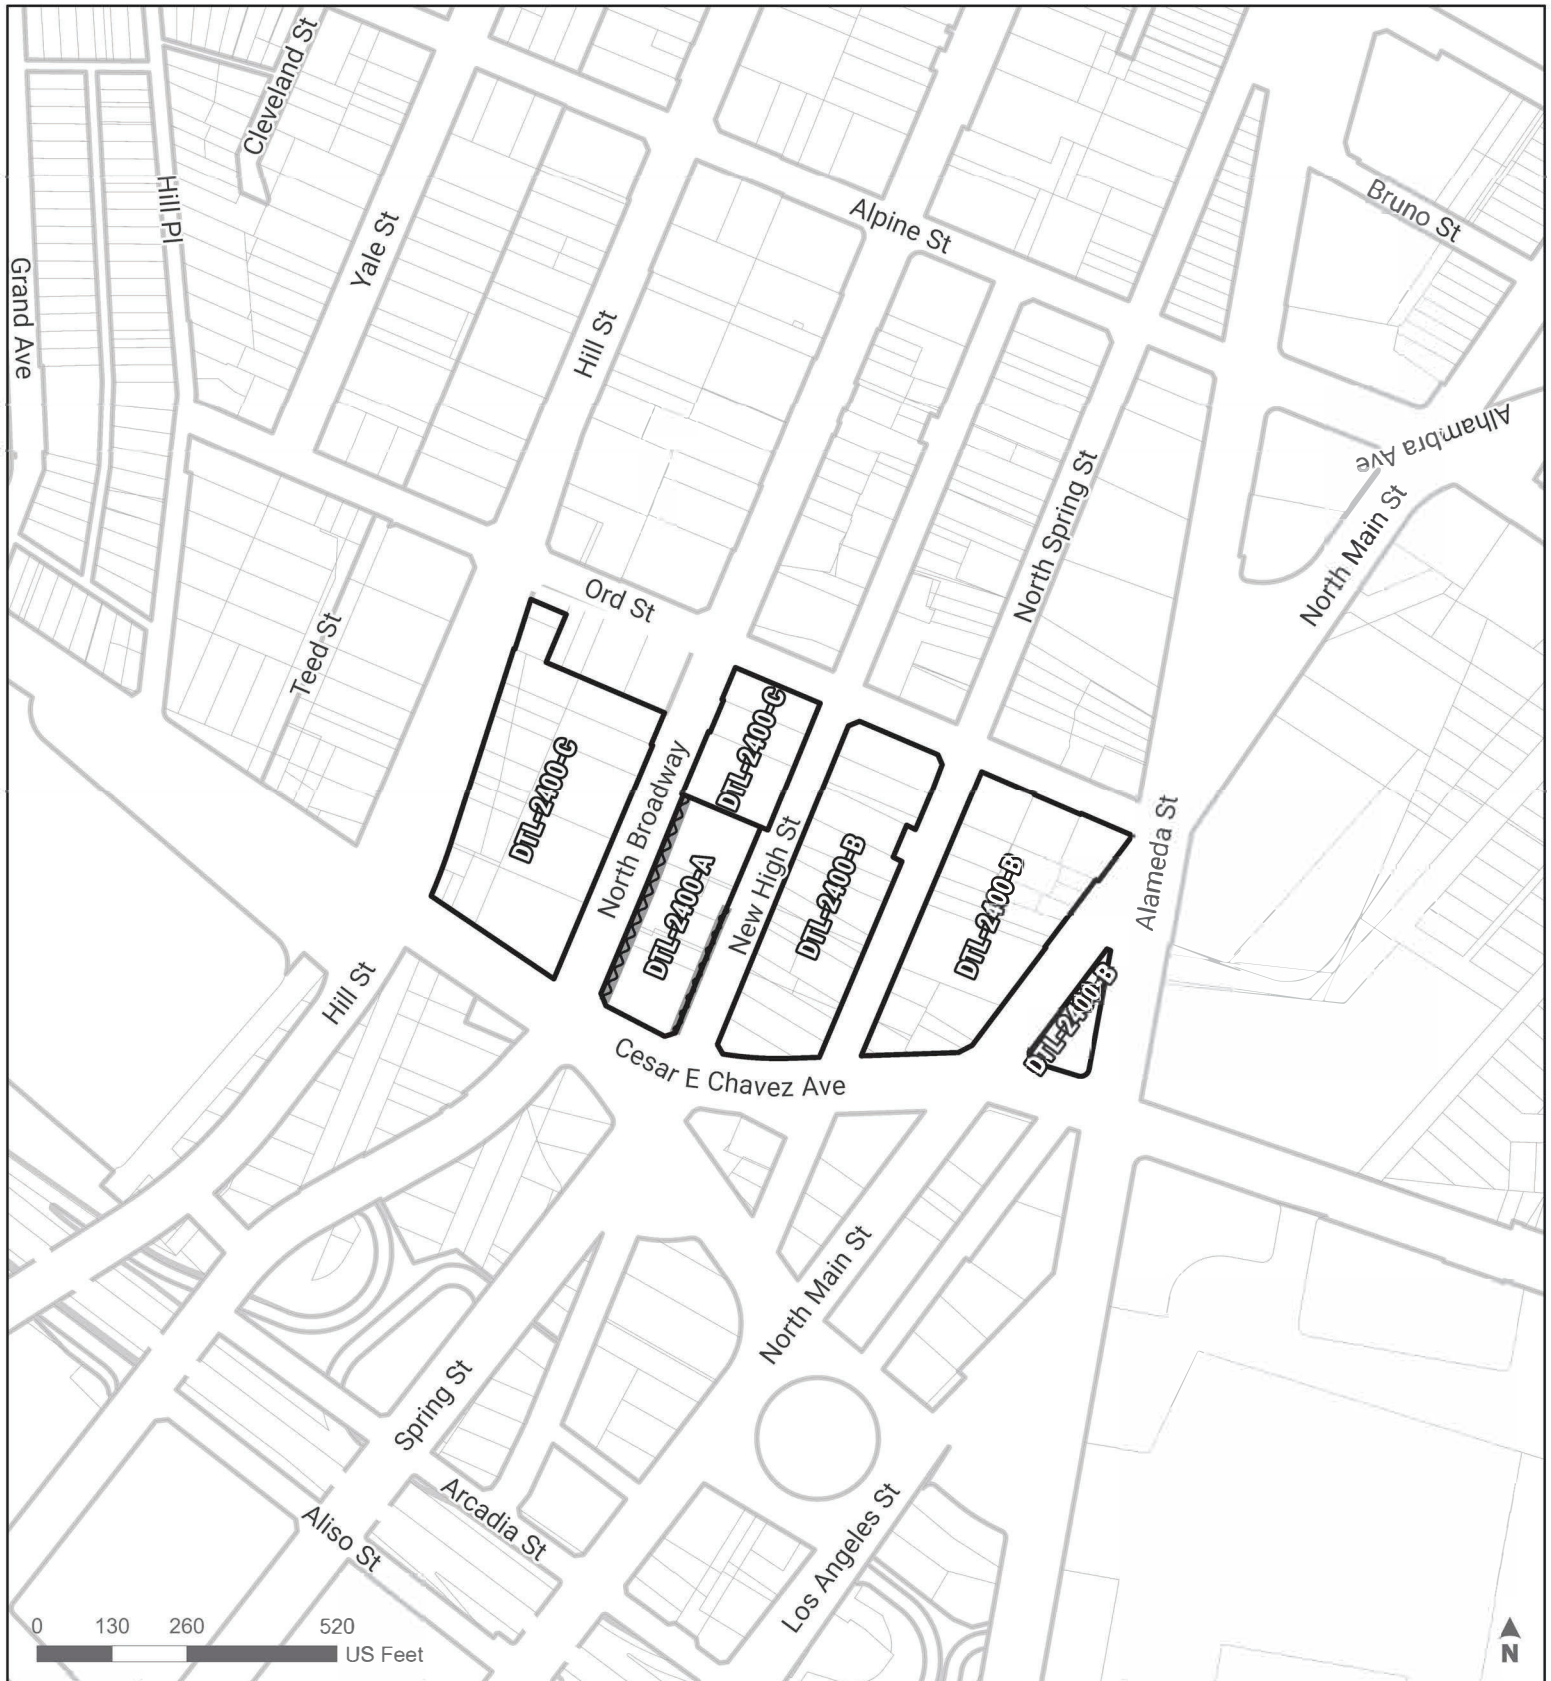 Cleveland St
Hill Pl
Yale St
Grand Ave
Alpine St
Bruno St
Hill St
Alhambra Ave
North Spring St
North Main St
Ord St
Teed St
DTL-2400-C
DTL-2400-C
North Broadway
DTL-2400-A
New High St
DTL-2400-B
DTL-2400-B
Alameda St
DTL-2400-B
Hill St
Cesar E Chavez Ave
North Main St
Spring St
Arcadia St
Aliso St
Los Angeles St
0 130 260 520
US Feet
N